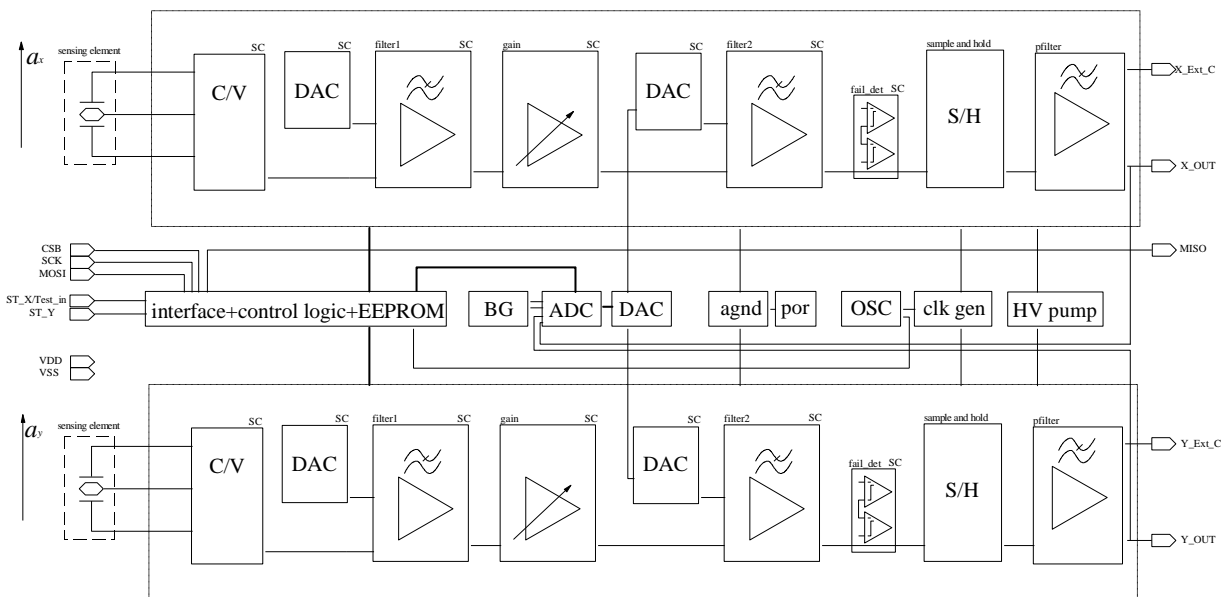 SC SC filter1 SC gain SC SC filter2 SC sample and hold pfilter
sensing element
ax
C/V DAC DAC
fail_det SC
S/H
X_Ext_C
X_OUT
CSB
SCK
MOSI
MISO
ST_X/Test_in
ST_Y
interface+control logic+EEPROM BG ADC DAC agnd por OSC clk gen HV pump
VDD
VSS
SC SC filter1 SC gain SC SC filter2 SC sample and hold pfilter
sensing element
ay
C/V DAC DAC
fail_det SC
S/H
Y_Ext_C
Y_OUT